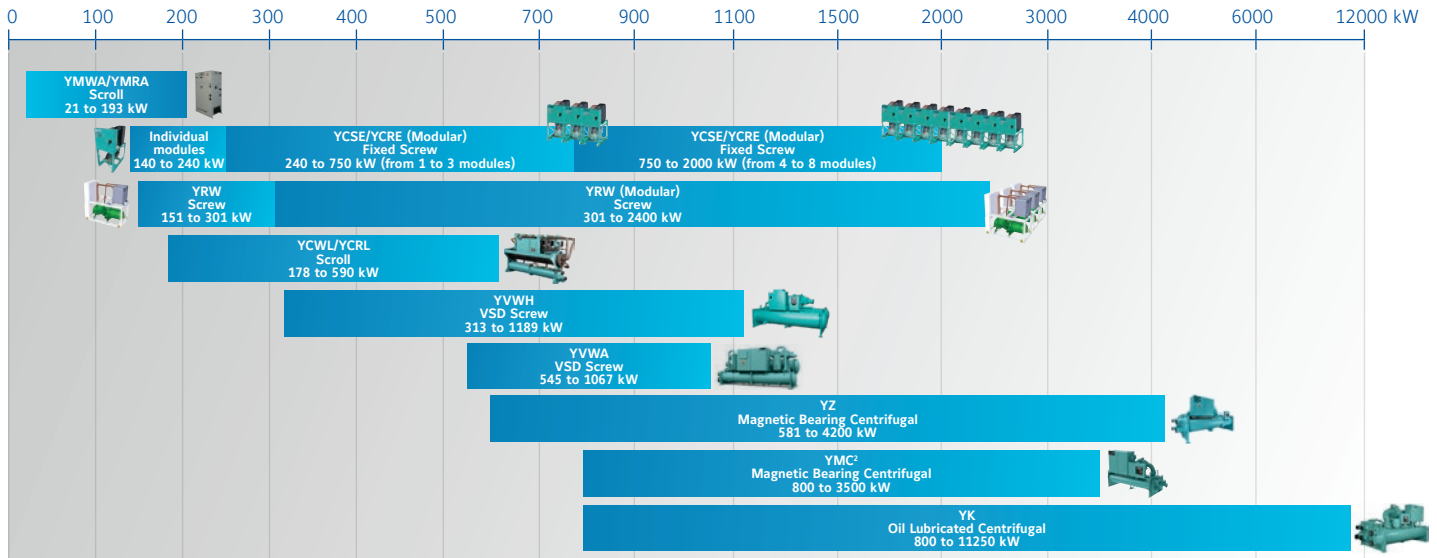 0 100 200 300 400 500 700 900 1100 1500 2000 3000 4000 6000 12000 kW
YMWA/YMRA
Scroll
21 to 193 kW
Individual
modules
140 to 240 kW
YCSE/YCRE (Modular)
Fixed Screw
240 to 750 kW (from 1 to 3 modules)
YCSE/YCRE (Modular)
Fixed Screw
750 to 2000 kW (from 4 to 8 modules)
YRW
Screw
151 to 301 kW
YRW (Modular)
Screw
301 to 2400 kW
YCWL/YCRL
Scroll
178 to 590 kW
YVWH
VSD Screw
313 to 1189 kW
YVWA
VSD Screw
545 to 1067 kW
YZ
Magnetic Bearing Centrifugal
581 to 4200 kW
YMC²
Magnetic Bearing Centrifugal
800 to 3500 kW
YK
Oil Lubricated Centrifugal
800 to 11250 kW